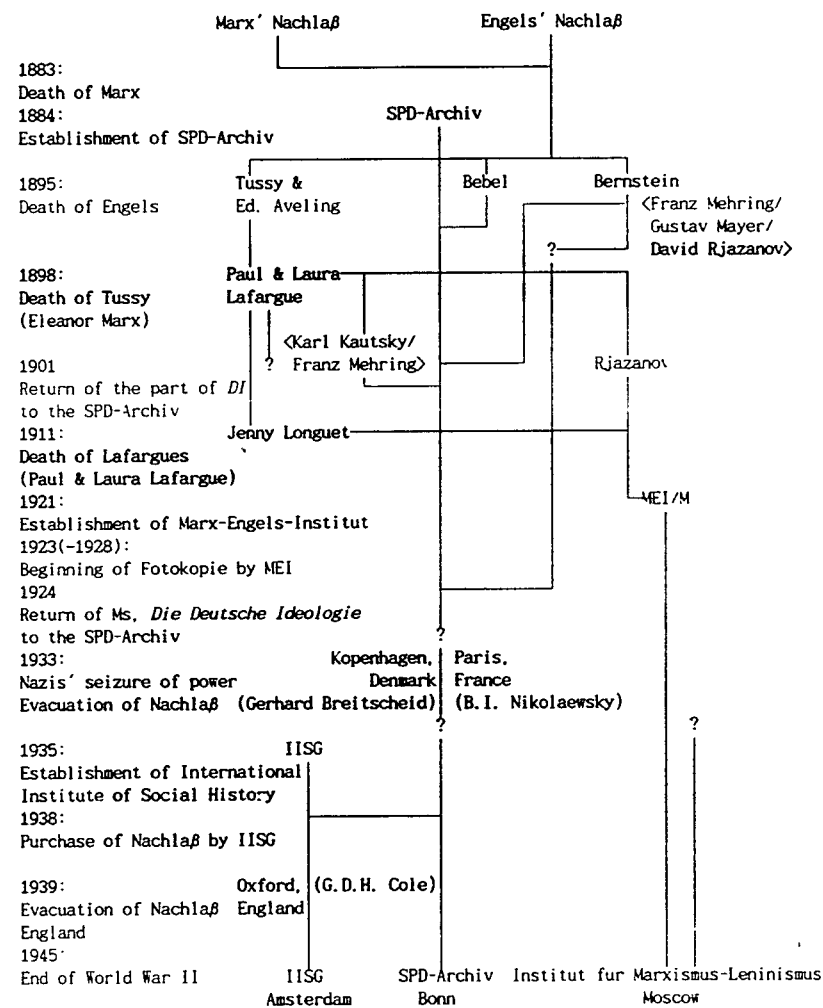 Marx' Nachlaß Engels' Nachlaß
1883:
Death of Marx
1884: SPD-Archiv
Establishment of SPD-Archiv
1895: Tussy & Bebel Bernstein
Death of Engels Ed. Aveling <Franz Mehring/
Gustav Mayer/
? David Rjazanov>
1898: Paul & Laura
Death of Tussy Lafargue
(Eleanor Marx) <Karl Kautsky/
1901 ? Franz Mehring> Rjazanov
Return of the part of DI
to the SPD-Archiv
1911: Jenny Longuet
Death of Lafargues
(Paul & Laura Lafargue)
1921: MEI/M
Establishment of Marx-Engels-Institut
1923(-1928):
Beginning of Fotokopie by MEI
1924
Return of Ms, Die Deutsche Ideologie
to the SPD-Archiv ?
1933: Kopenhagen, Paris,
Nazis' seizure of power Denmark France
Evacuation of Nachlaß (Gerhard Breitscheid) (B.I. Nikolaewsky)
? ?
1935: IISG
Establishment of International
Institute of Social History
1938:
Purchase of Nachlaß by IISG
1939: Oxford, (G.D.H. Cole)
Evacuation of Nachlaß England
England
1945
End of World War II IISG SPD-Archiv Institut fur Marxismus-Leninismus
Amsterdam Bonn Moscow